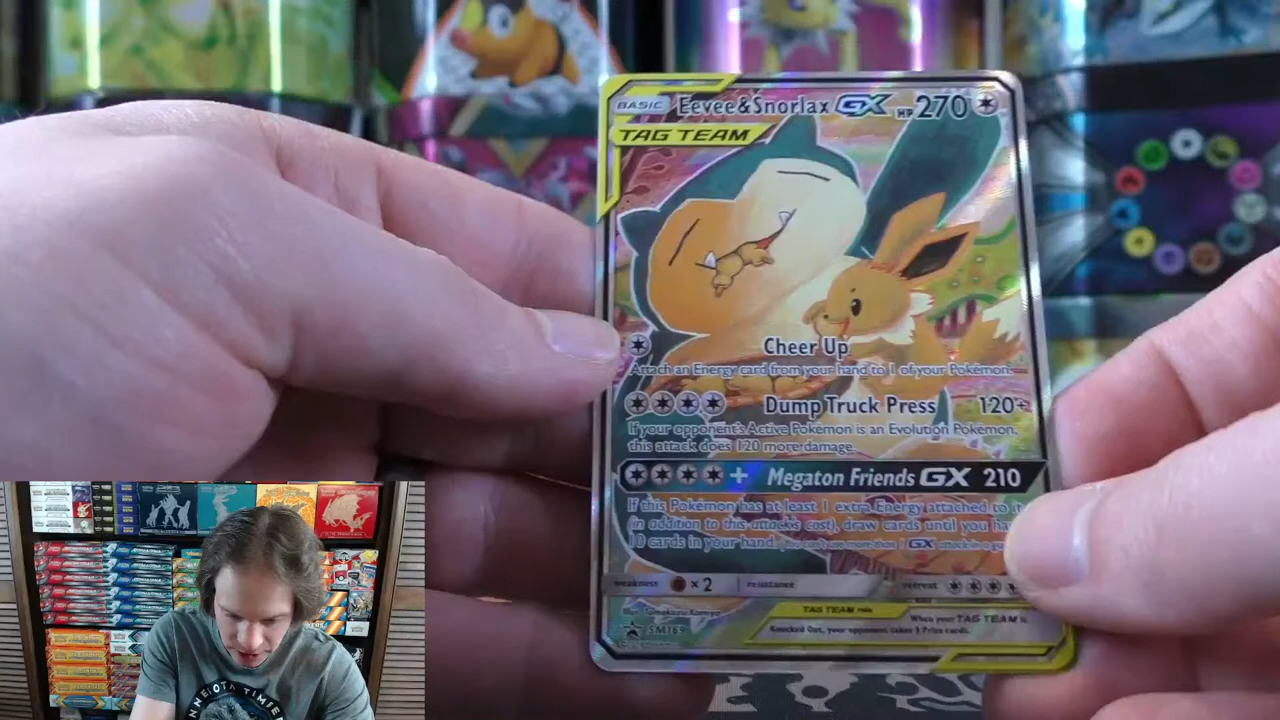 BASIC Eevee&Snorlax GX HP270
TAG TEAM
Cheer Up
Attach an Energy card from your hand to 1 of your Pokémon.
Dump Truck Press 120+
If your opponent's Active Pokémon is an Evolution Pokémon,
this attack does 120 more damage.
+ Megaton Friends GX 210
If this Pokémon has at least 1 extra Energy attached to it
(in addition to this attack's cost), draw cards until you ha
10 cards in your hand.
weakness ×2 resistance retreat
TAG TEAM rule
When your TAG TEAM is
Knocked Out, your opponent takes 3 Prize cards.
SM169